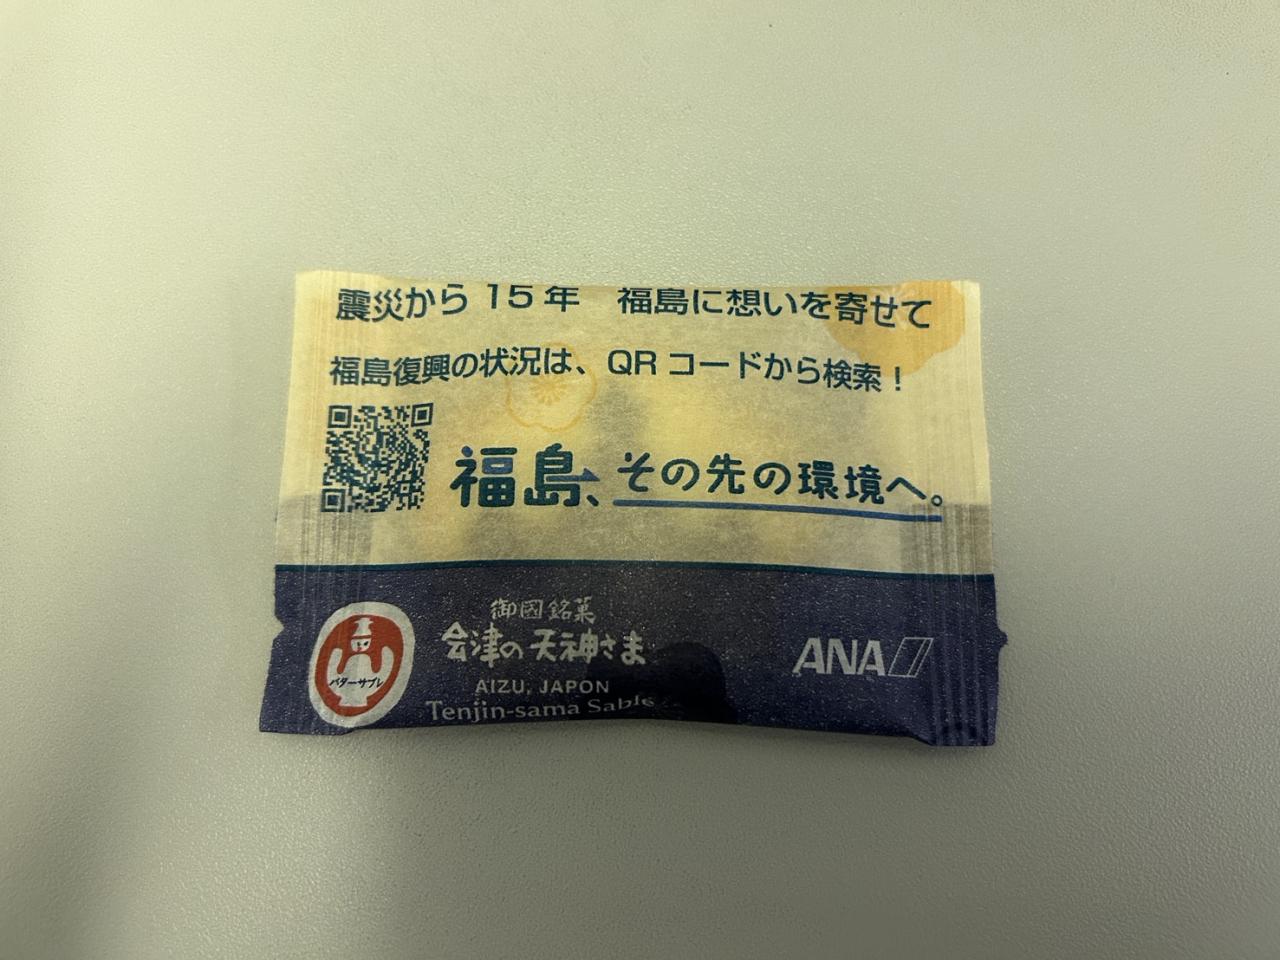 震災から15年　福島に想いを寄せて
福島復興の状況は、QRコードから検索！
福島、その先の環境へ。
御國銘菓
会津の天神さま
AIZU, JAPON
Tenjin-sama Sable
バターサブレ
ANA